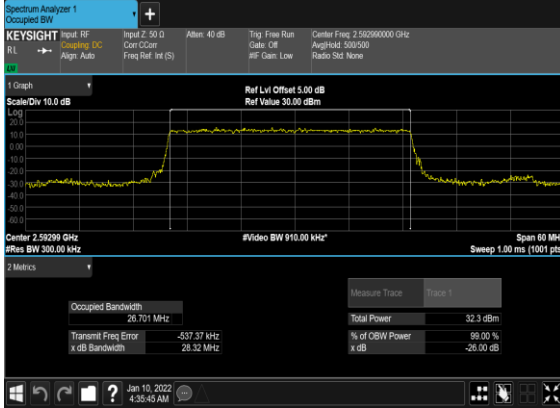 Spectrum Analyzer 1
Occupied BW
+
KEYSIGHT
RL
Input: RF
Coupling: DC
Align: Auto
Input Z: 50 Ω
Corr CCorr
Freq Ref: Int (S)
Atten: 40 dB
Trig: Free Run
Gate: Off
#IF Gain: Low
Center Freq: 2.592990000 GHz
Avg|Hold: 500/500
Radio Std: None
1 Graph
Scale/Div 10.0 dB
Ref Lvl Offset 5.00 dB
Ref Value 30.00 dBm
Log
20.0
10.0
0.00
-10.0
-20.0
-30.0
-40.0
-50.0
-60.0
Center 2.59299 GHz
#Res BW 300.00 kHz
#Video BW 910.00 kHz*
Span 60 MH
Sweep 1.00 ms (1001 pts
2 Metrics
Measure Trace
Trace 1
Occupied Bandwidth
26.701 MHz
Total Power
32.3 dBm
Transmit Freq Error
-537.37 kHz
% of OBW Power
99.00 %
x dB Bandwidth
28.32 MHz
x dB
-26.00 dB
?
Jan 10, 2022
4:35:45 AM